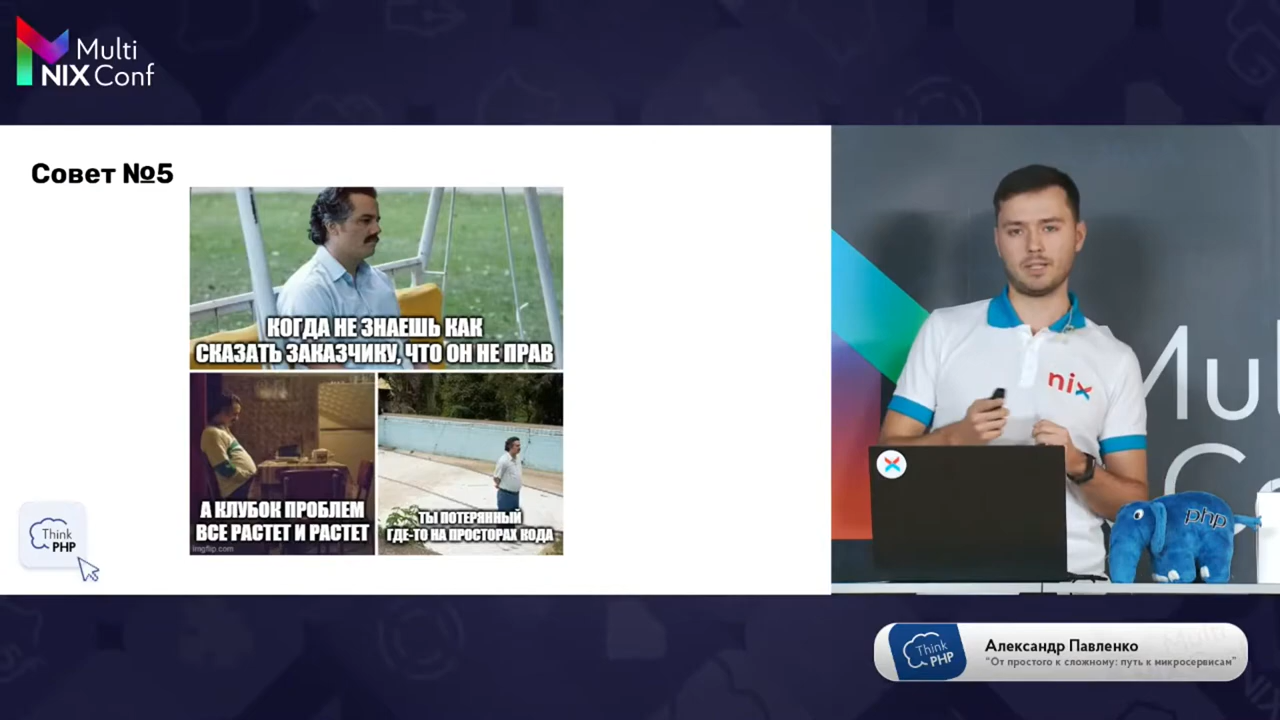 Multi
NIX Conf
Совет №5
КОГДА НЕ ЗНАЕШЬ КАК
СКАЗАТЬ ЗАКАЗЧИКУ, ЧТО ОН НЕ ПРАВ
А КЛУБОК ПРОБЛЕМ
ВСЕ РАСТЕТ И РАСТЕТ
imgflip.com
ТЫ ПОТЕРЯННЫЙ
ГДЕ-ТО НА ПРОСТОРАХ КОДА
Think
PHP
nix
Mul
Co
php
Think
PHP
Александр Павленко
"От простого к сложному: путь к микросервисам"